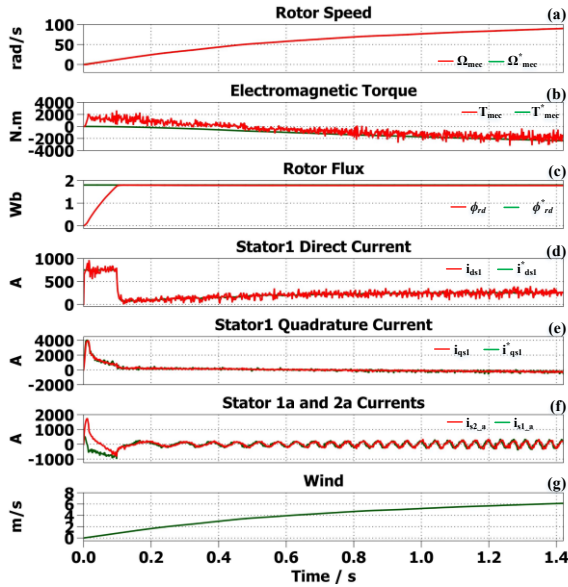 Rotor Speed (a)
100
50
0
rad/s
Ωmec Ω*mec
Electromagnetic Torque (b)
4000
2000
0
-2000
-4000
N.m
Tmec T*mec
Rotor Flux (c)
2
1
0
Wb
ϕrd ϕ*rd
Stator1 Direct Current (d)
1000
500
0
A
ids1 i*ds1
Stator1 Quadrature Current (e)
4000
2000
0
-2000
A
iqs1 i*qs1
Stator 1a and 2a Currents (f)
2000
1000
0
-1000
A
is2_a is1_a
Wind (g)
8
6
4
2
0
m/s
0.0 0.2 0.4 0.6 0.8 1.0 1.2 1.4
Time / s